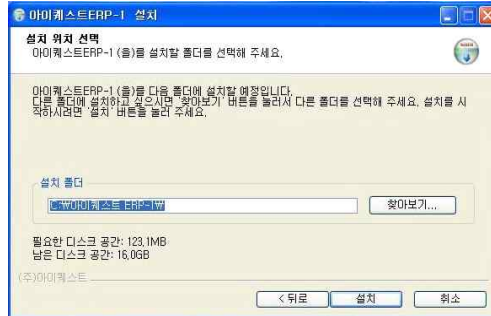 아이퀘스트ERP-1 설치
설치 위치 선택
아이퀘스트ERP-1 (을)를 설치할 폴더를 선택해 주세요.
아이퀘스트ERP-1 (을)를 다음 폴더에 설치할 예정입니다.
다른 폴더에 설치하고 싶으시면 '찾아보기' 버튼을 눌러서 다른 폴더를 선택해 주세요. 설치를 시
작하시려면 '설치' 버튼을 눌러 주세요.
설치 폴더
C:₩아이퀘스트 ERP-1₩
찾아보기...
필요한 디스크 공간: 123.1MB
남은 디스크 공간: 16.0GB
(주)아이퀘스트
< 뒤로
설치
취소